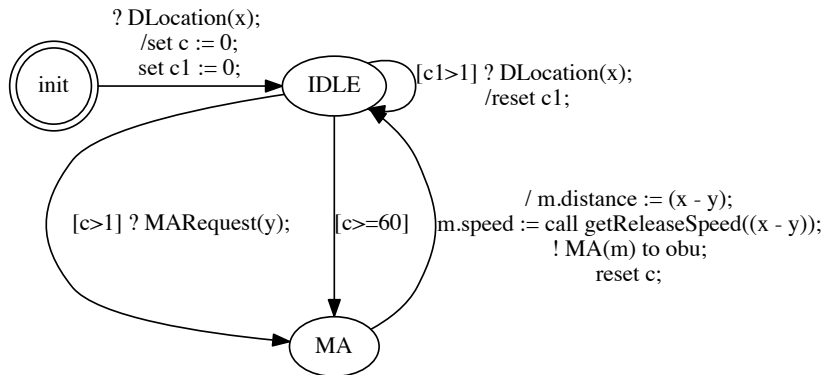 ? DLocation(x);
/set c := 0;
set c1 := 0;
init
IDLE
[c1>1] ? DLocation(x);
/reset c1;
[c>1] ? MARequest(y);
[c>=60]
/ m.distance := (x - y);
m.speed := call getReleaseSpeed((x - y));
! MA(m) to obu;
reset c;
MA